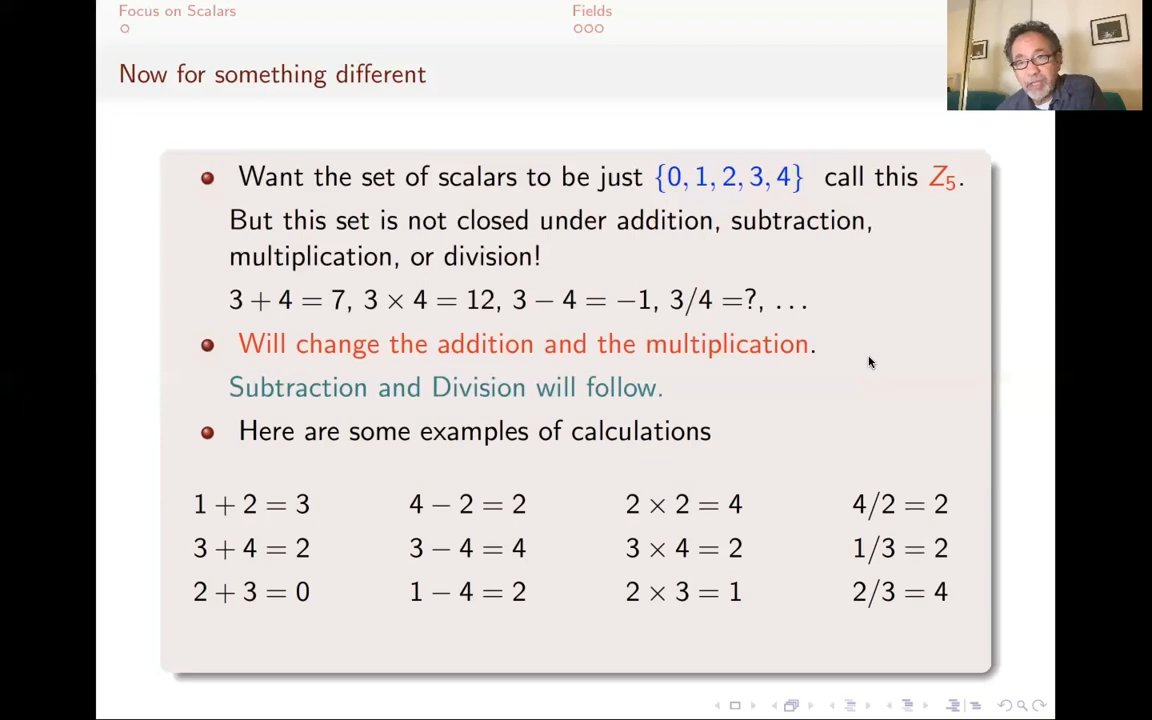 Focus on Scalars
Fields
Now for something different
Want the set of scalars to be just {0, 1, 2, 3, 4} call this Z₅.
But this set is not closed under addition, subtraction,
multiplication, or division!
3 + 4 = 7, 3 × 4 = 12, 3 − 4 = −1, 3/4 =?, ...
Will change the addition and the multiplication.
Subtraction and Division will follow.
Here are some examples of calculations
1 + 2 = 3 4 − 2 = 2 2 × 2 = 4 4/2 = 2
3 + 4 = 2 3 − 4 = 4 3 × 4 = 2 1/3 = 2
2 + 3 = 0 1 − 4 = 2 2 × 3 = 1 2/3 = 4